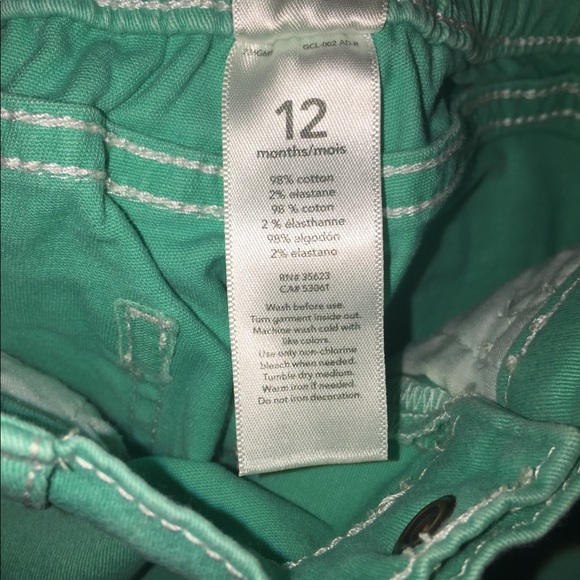 GCL-002 AD-R
12
months/mois
98% cotton
2% elastane
98 % coton
2 % élasthanne
98% algodón
2% elastano
RN# 35623
CA# 53061
Wash before use.
Turn garment inside out.
Machine wash cold with
like colors.
Use only non-chlorine
bleach when needed.
Tumble dry medium.
Warm iron if needed.
Do not iron decoration.